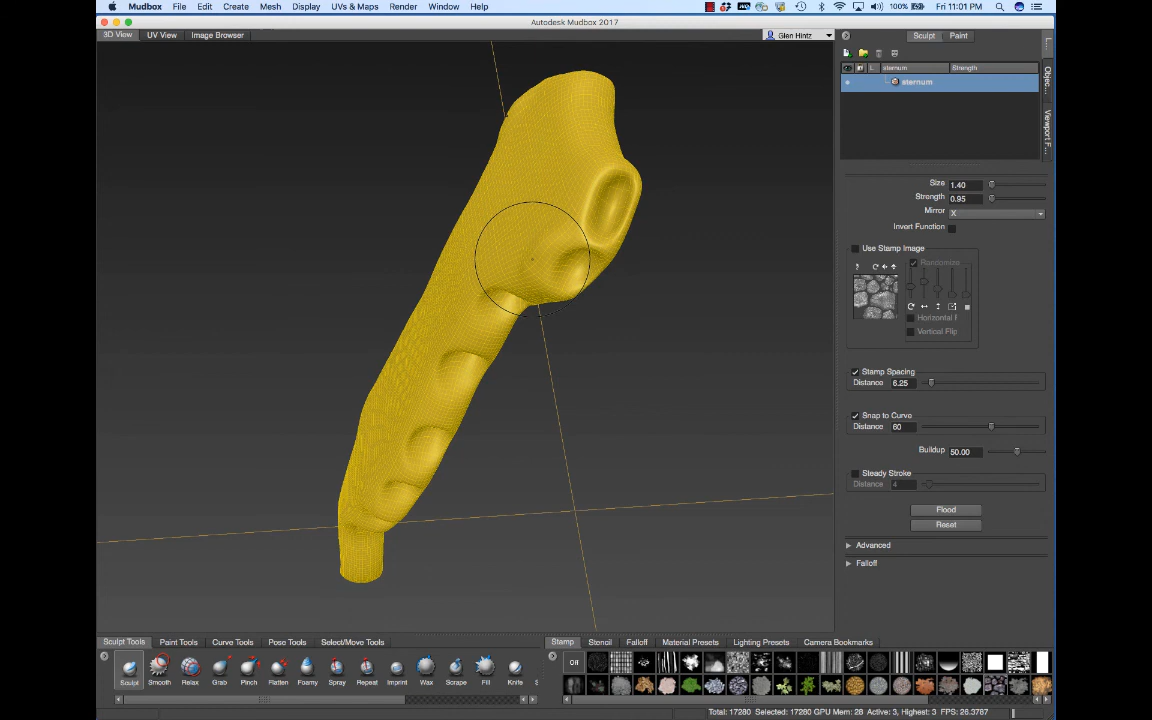 Mudbox File Edit Create Mesh Display UVs & Maps Render Window Help 100% Fri 11:01 PM
Autodesk Mudbox 2017
3D View UV View Image Browser Glen Hintz
Sculpt Paint
L.. sternum Strength
sternum
L...
Objec...
Viewport F...
Size 1.40
Strength 0.95
Mirror X
Invert Function
Use Stamp Image
Randomize
Horizontal F
Vertical Flip
Stamp Spacing
Distance 6.25
Snap to Curve
Distance 60
Buildup 50.00
Steady Stroke
Distance 4
Flood
Reset
Advanced
Falloff
Sculpt Tools Paint Tools Curve Tools Pose Tools Select/Move Tools
Stamp Stencil Falloff Material Presets Lighting Presets Camera Bookmarks
Off
Sculpt Smooth Relax Grab Pinch Flatten Foamy Spray Repeat Imprint Wax Scrape Fill Knife S
Total: 17280 Selected: 17280 GPU Mem: 28 Active: 3, Highest: 3 FPS: 26.3787